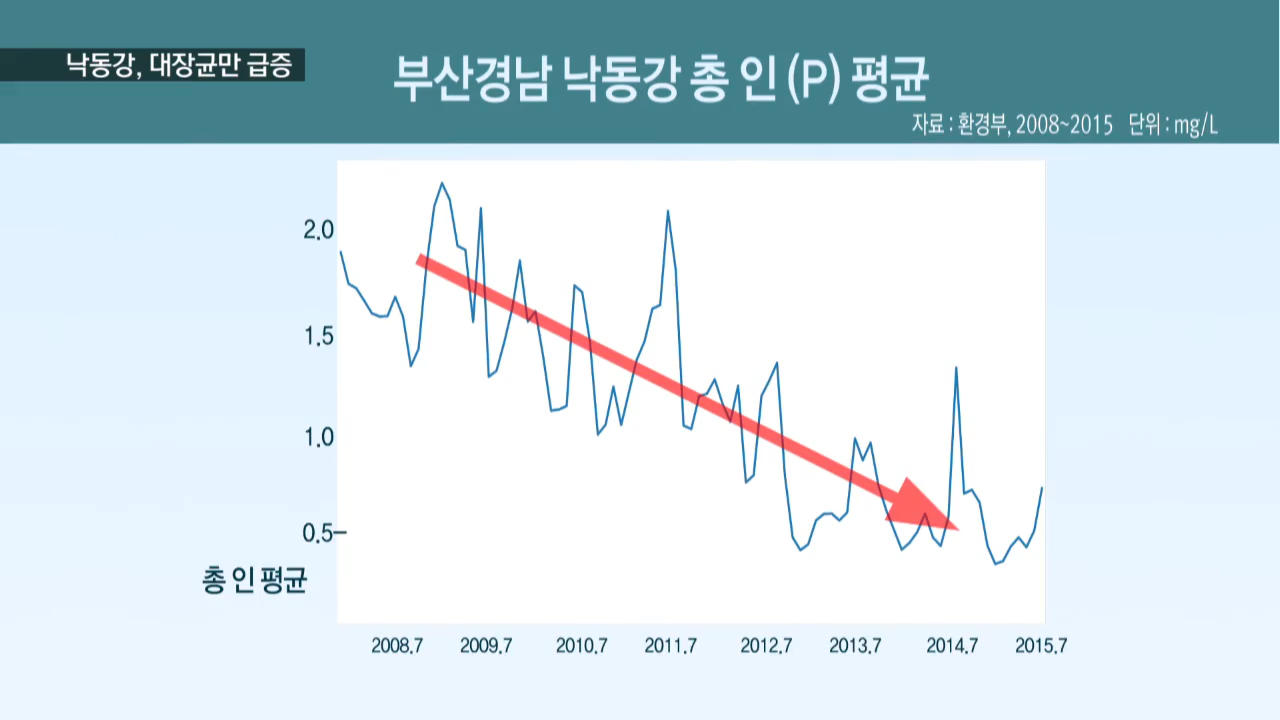 낙동강, 대장균만 급증
부산경남 낙동강 총 인 (P) 평균
자료 : 환경부, 2008~2015 단위 : mg/L
2.0
1.5
1.0
0.5
총 인 평균
2008.7 2009.7 2010.7 2011.7 2012.7 2013.7 2014.7 2015.7